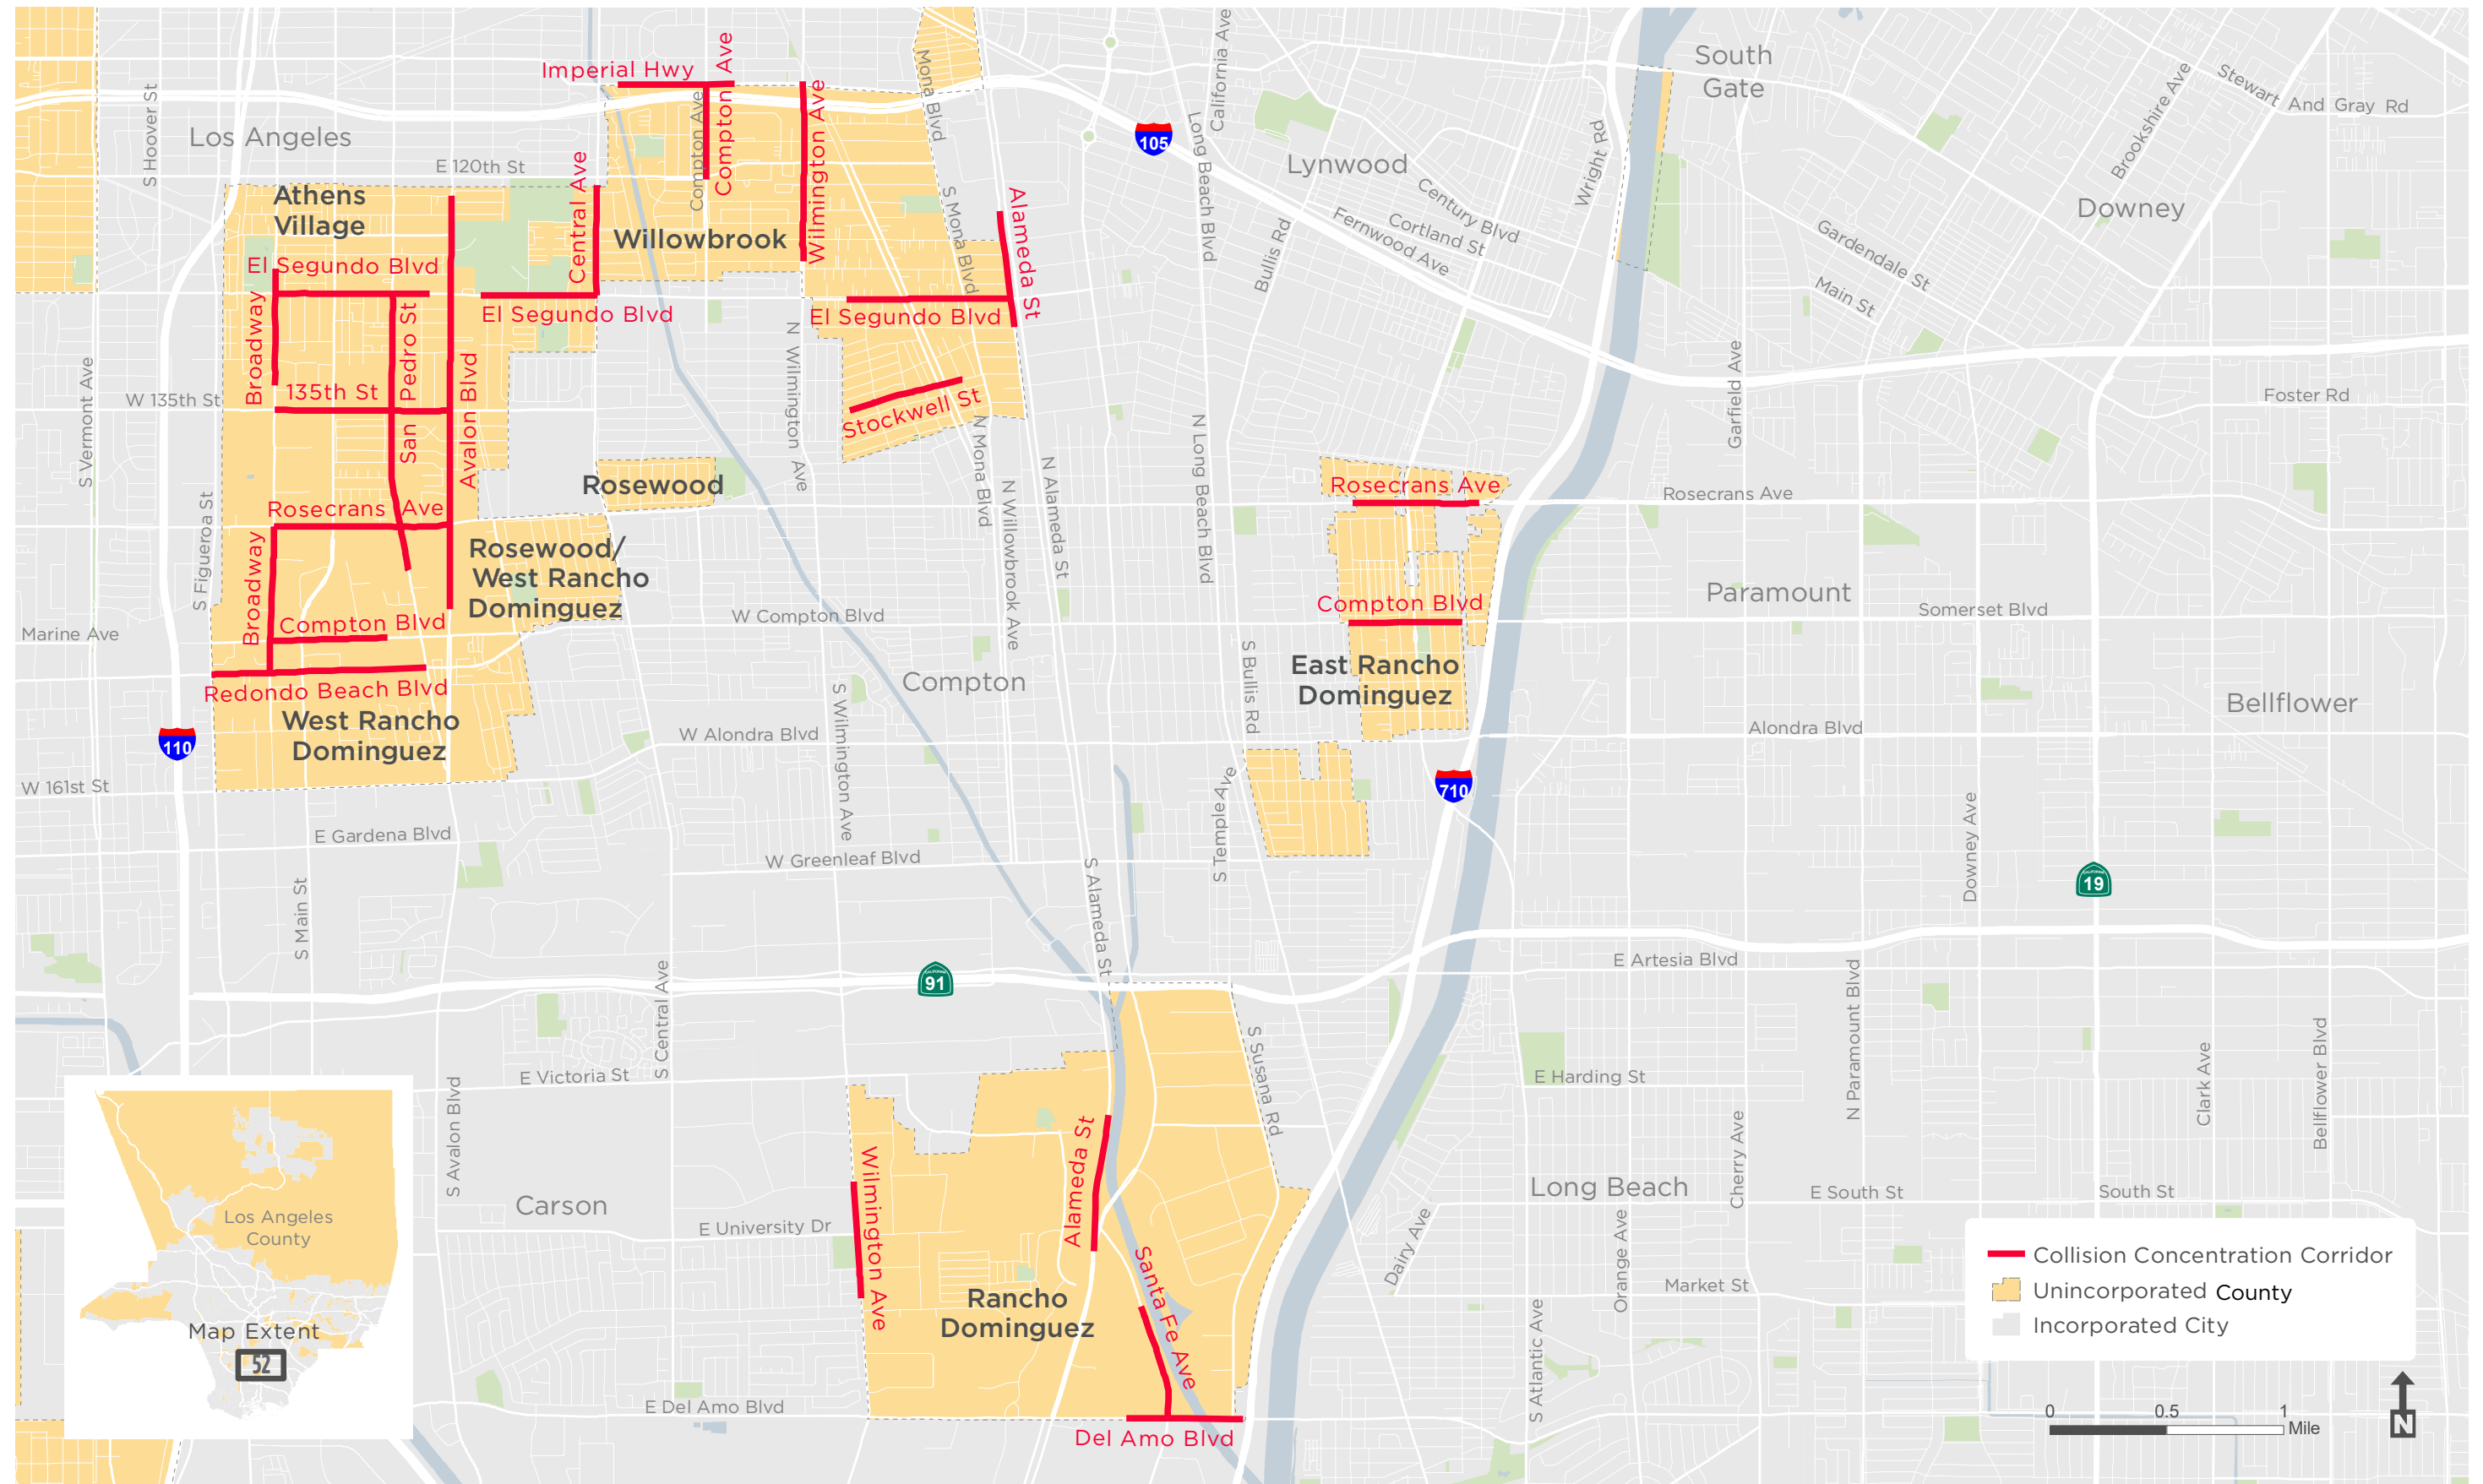 Imperial Hwy
Compton Ave
Compton Ave
Wilmington Ave
Mona Blvd
California Ave
South
Gate
Stewart And Gray Rd
Brookshire Ave
S Hoover St
Los Angeles
E 120th St
105
Long Beach Blvd
Lynwood
Wright Rd
Century Blvd
Cortland St
Fernwood Ave
Bullis Rd
Downey
Gardendale St
Main St
Athens
Village
Central Ave
Willowbrook
S Mona Blvd
Alameda St
El Segundo Blvd
El Segundo Blvd
El Segundo Blvd
Broadway
San Pedro St
Avalon Blvd
135th St
W 135th St
S Vermont Ave
N Wilmington Ave
Stockwell St
Garfield Ave
Foster Rd
N Mona Blvd
N Long Beach Blvd
N Alameda St
N Willowbrook Ave
Rosewood
Rosecrans Ave
Rosecrans Ave
Rosecrans Ave
S Figueroa St
Broadway
Rosewood/
West Rancho
Dominguez
Marine Ave
Compton Blvd
W Compton Blvd
Compton Blvd
Paramount
Somerset Blvd
Redondo Beach Blvd
West Rancho
Dominguez
Compton
East Rancho
Dominguez
S Bullis Rd
Bellflower
110
W Alondra Blvd
Alondra Blvd
S Wilmington Ave
W 161st St
S Temple Ave
710
E Gardena Blvd
W Greenleaf Blvd
Downey Ave
CALIFORNIA
19
S Main St
S Alameda St
CALIFORNIA
91
E Artesia Blvd
S Central Ave
N Paramount Blvd
S Susana Rd
E Victoria St
E Harding St
Clark Ave
Bellflower Blvd
S Avalon Blvd
Cherry Ave
Wilmington Ave
Alameda St
Carson
E University Dr
Long Beach
E South St
South St
Dairy Ave
Orange Ave
Santa Fe Ave
Market St
Rancho
Dominguez
S Atlantic Ave
E Del Amo Blvd
Del Amo Blvd
Los Angeles
County
Map Extent
52
Collision Concentration Corridor
Unincorporated County
Incorporated City
0 0.5 1
Mile
N